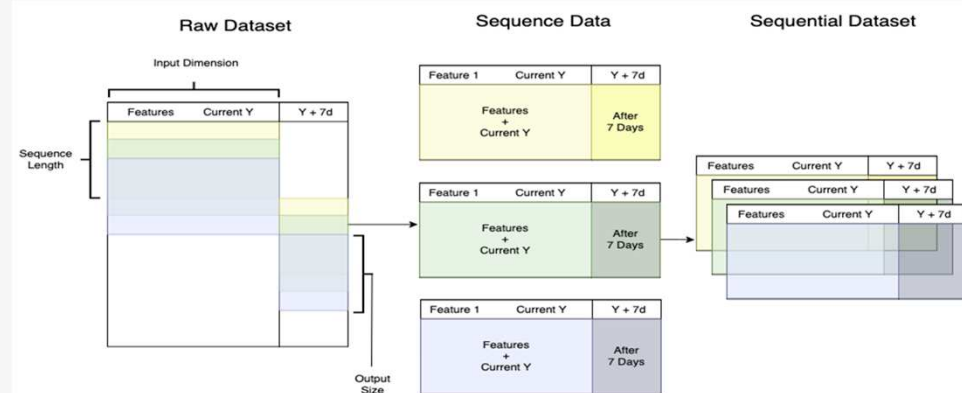 Raw Dataset
Sequence Data
Sequential Dataset
Input Dimension
Features Current Y Y + 7d
Sequence
Length
Output
Size
Feature 1 Current Y Y + 7d
Features
+
Current Y
After
7 Days
Feature 1 Current Y Y + 7d
Features
+
Current Y
After
7 Days
Feature 1 Current Y Y + 7d
Features
+
Current Y
After
7 Days
Features Current Y Y + 7d
Features Current Y Y + 7d
Features Current Y Y + 7d